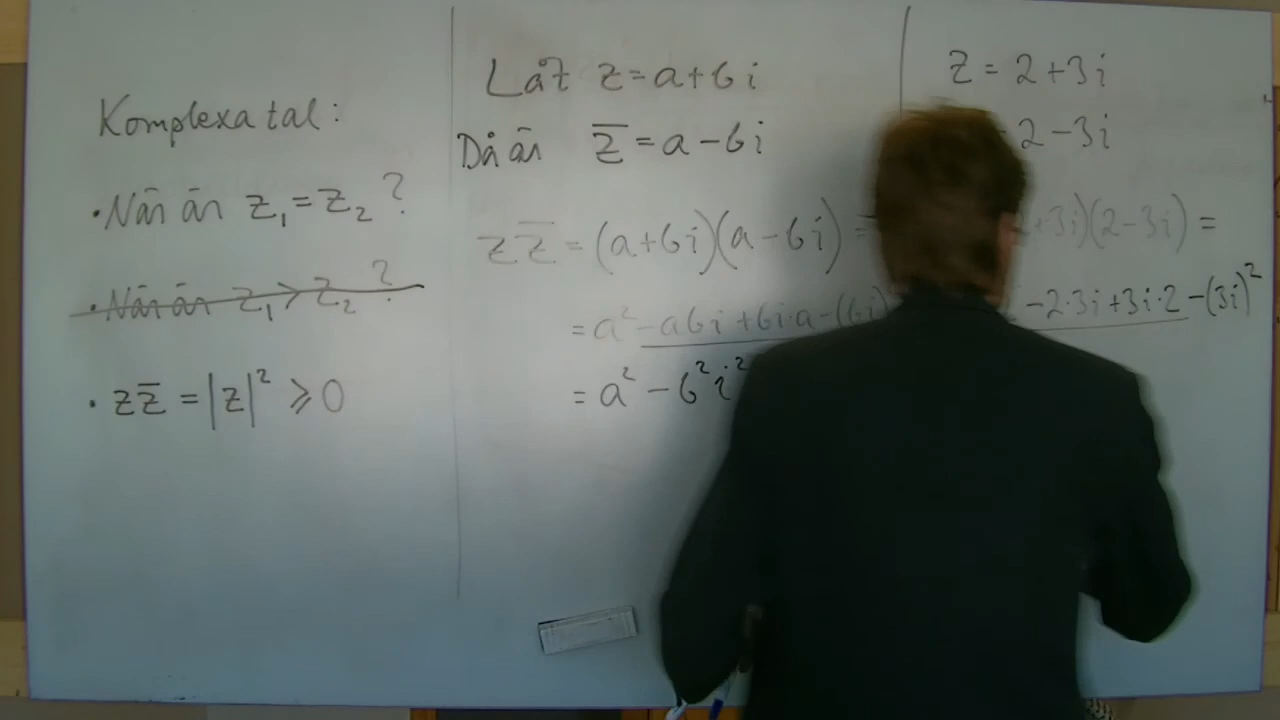 Komplexa tal:
• När är z₁ = z₂ ?
• När är z₁ > z₂ ?
• z z̅ = |z|² ⩾ 0
Låt z = a + bi
Då är z̅ = a - bi
z z̅ = (a+bi)(a-bi) =
= a² - abi + bi·a - (bi)
= a² - b²i²
z = 2 + 3i
- 2 - 3i
+3i)(2-3i) =
-2·3i + 3i·2 - (3i)²